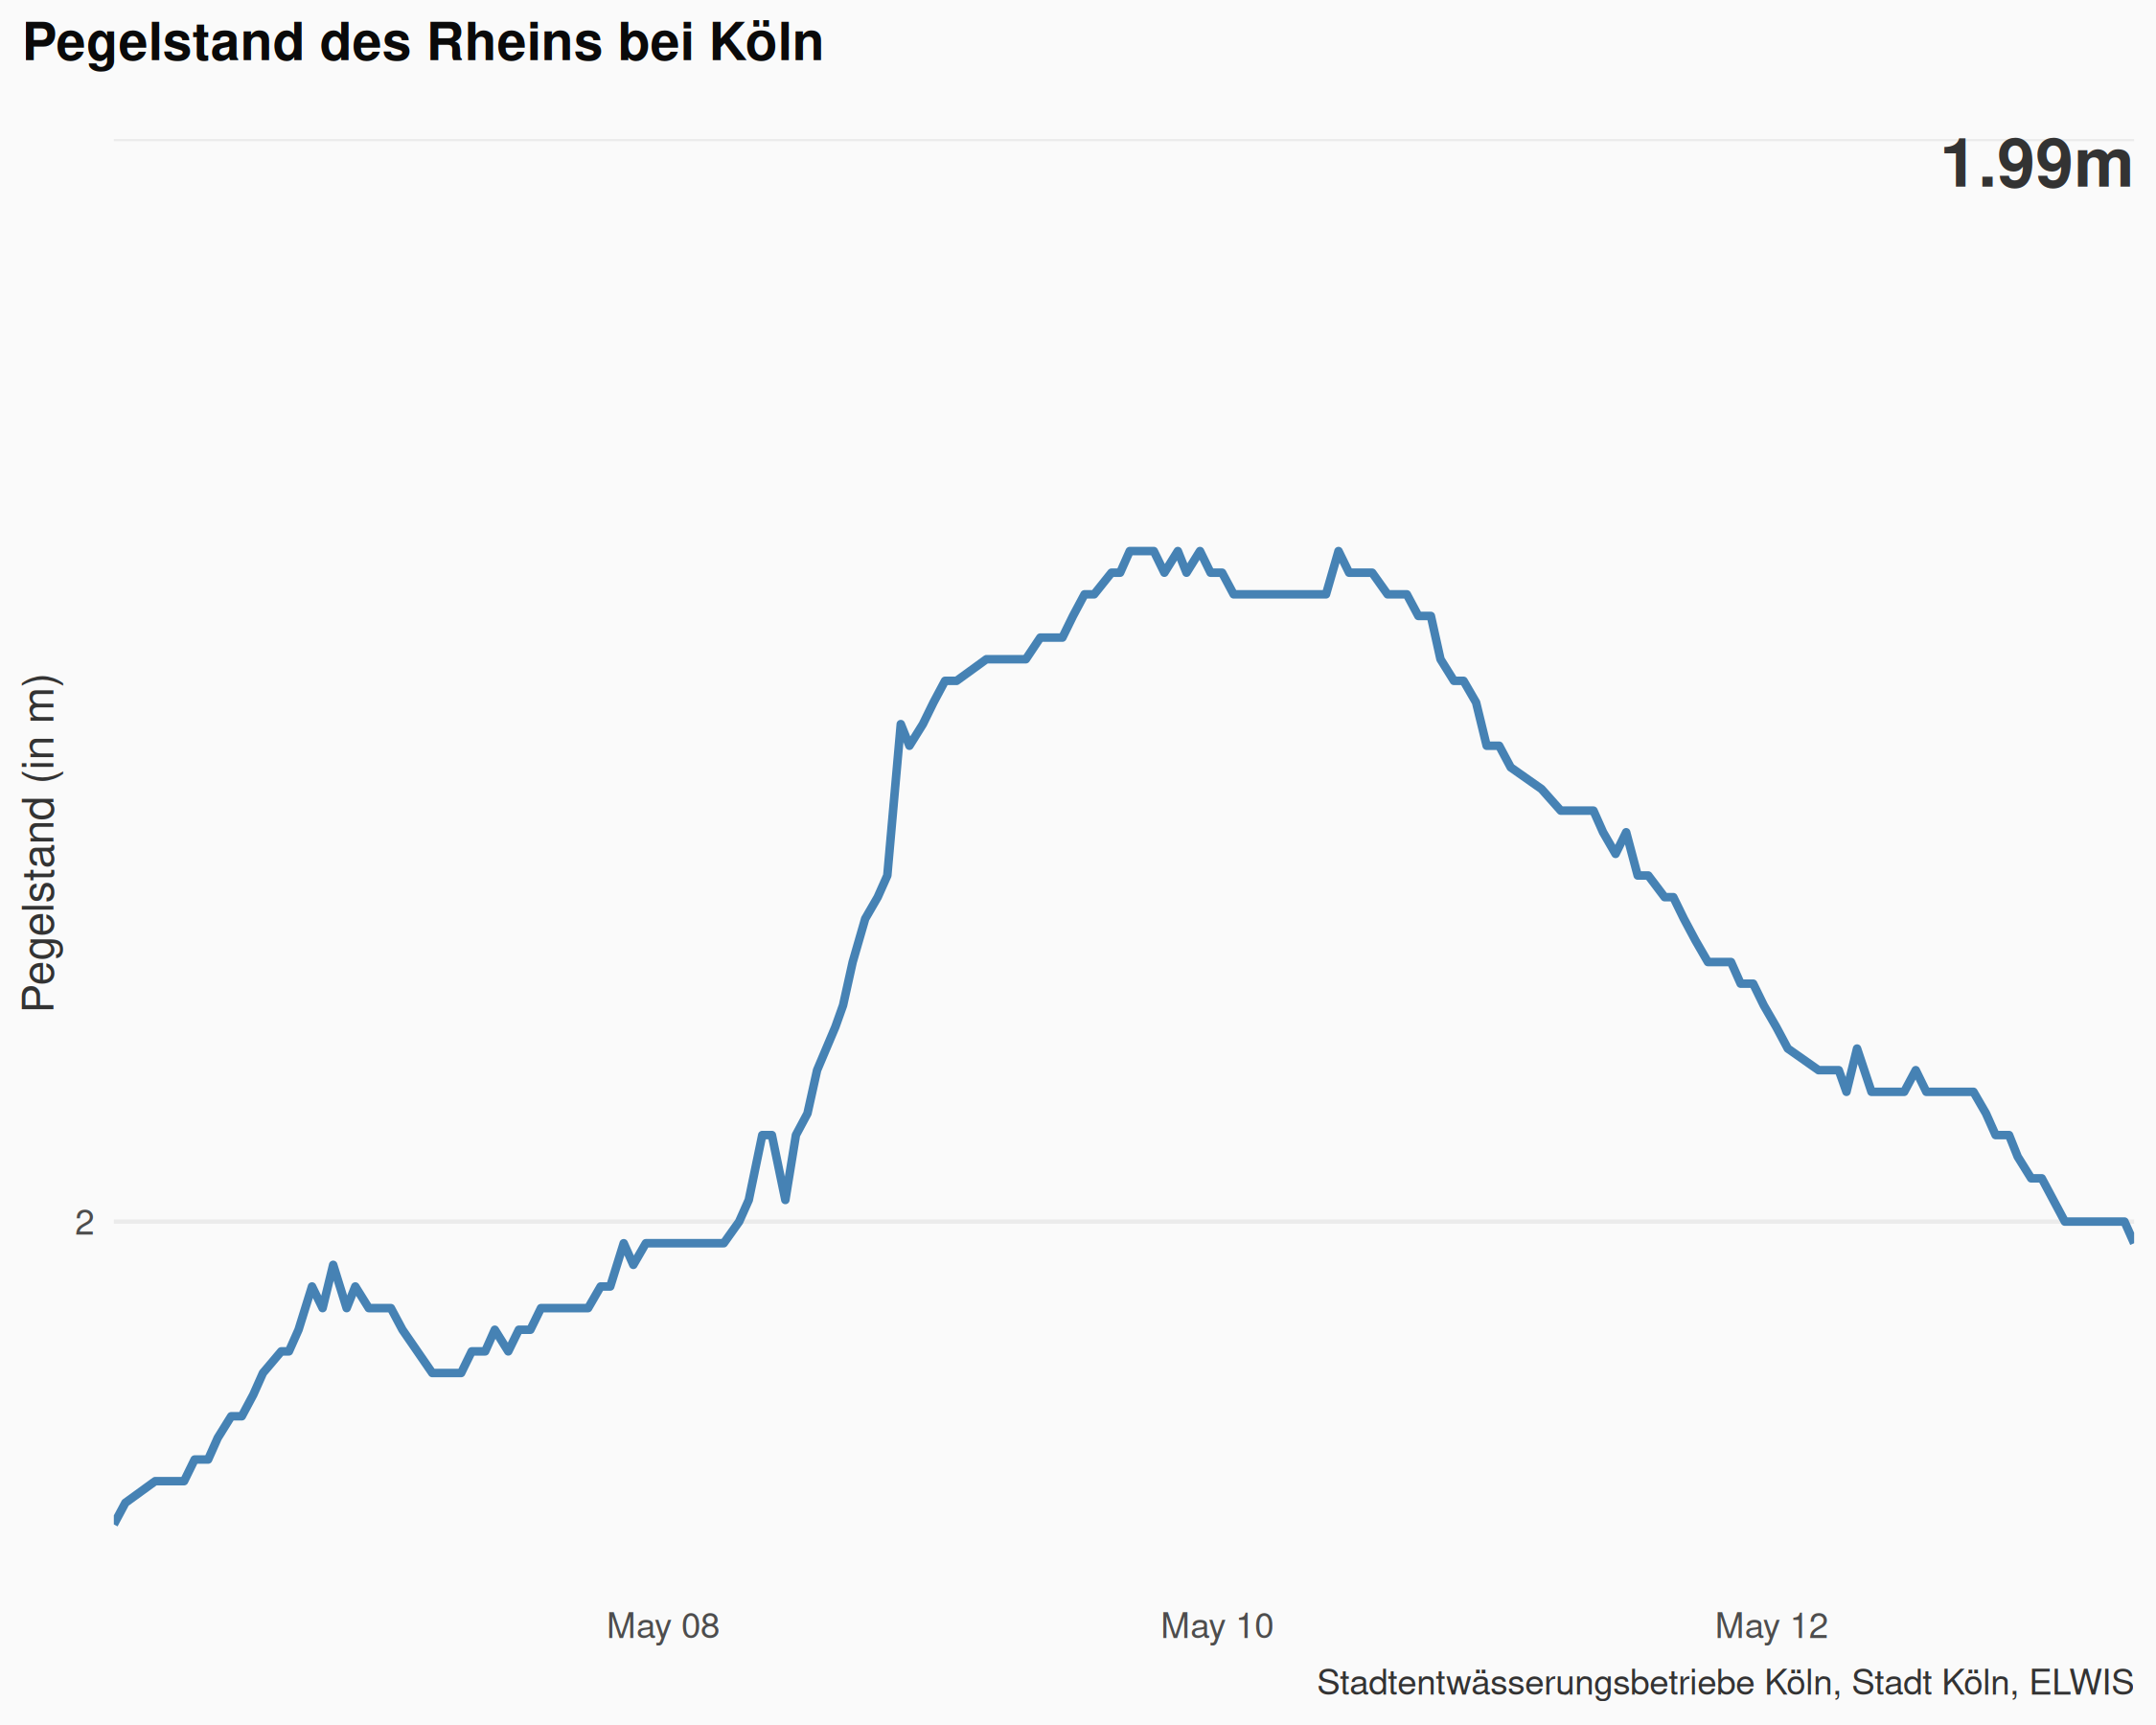 Pegelstand des Rheins bei Köln
1.99m
Pegelstand (in m)
2
May 08
May 10
May 12
Stadtentwässerungsbetriebe Köln, Stadt Köln, ELWIS